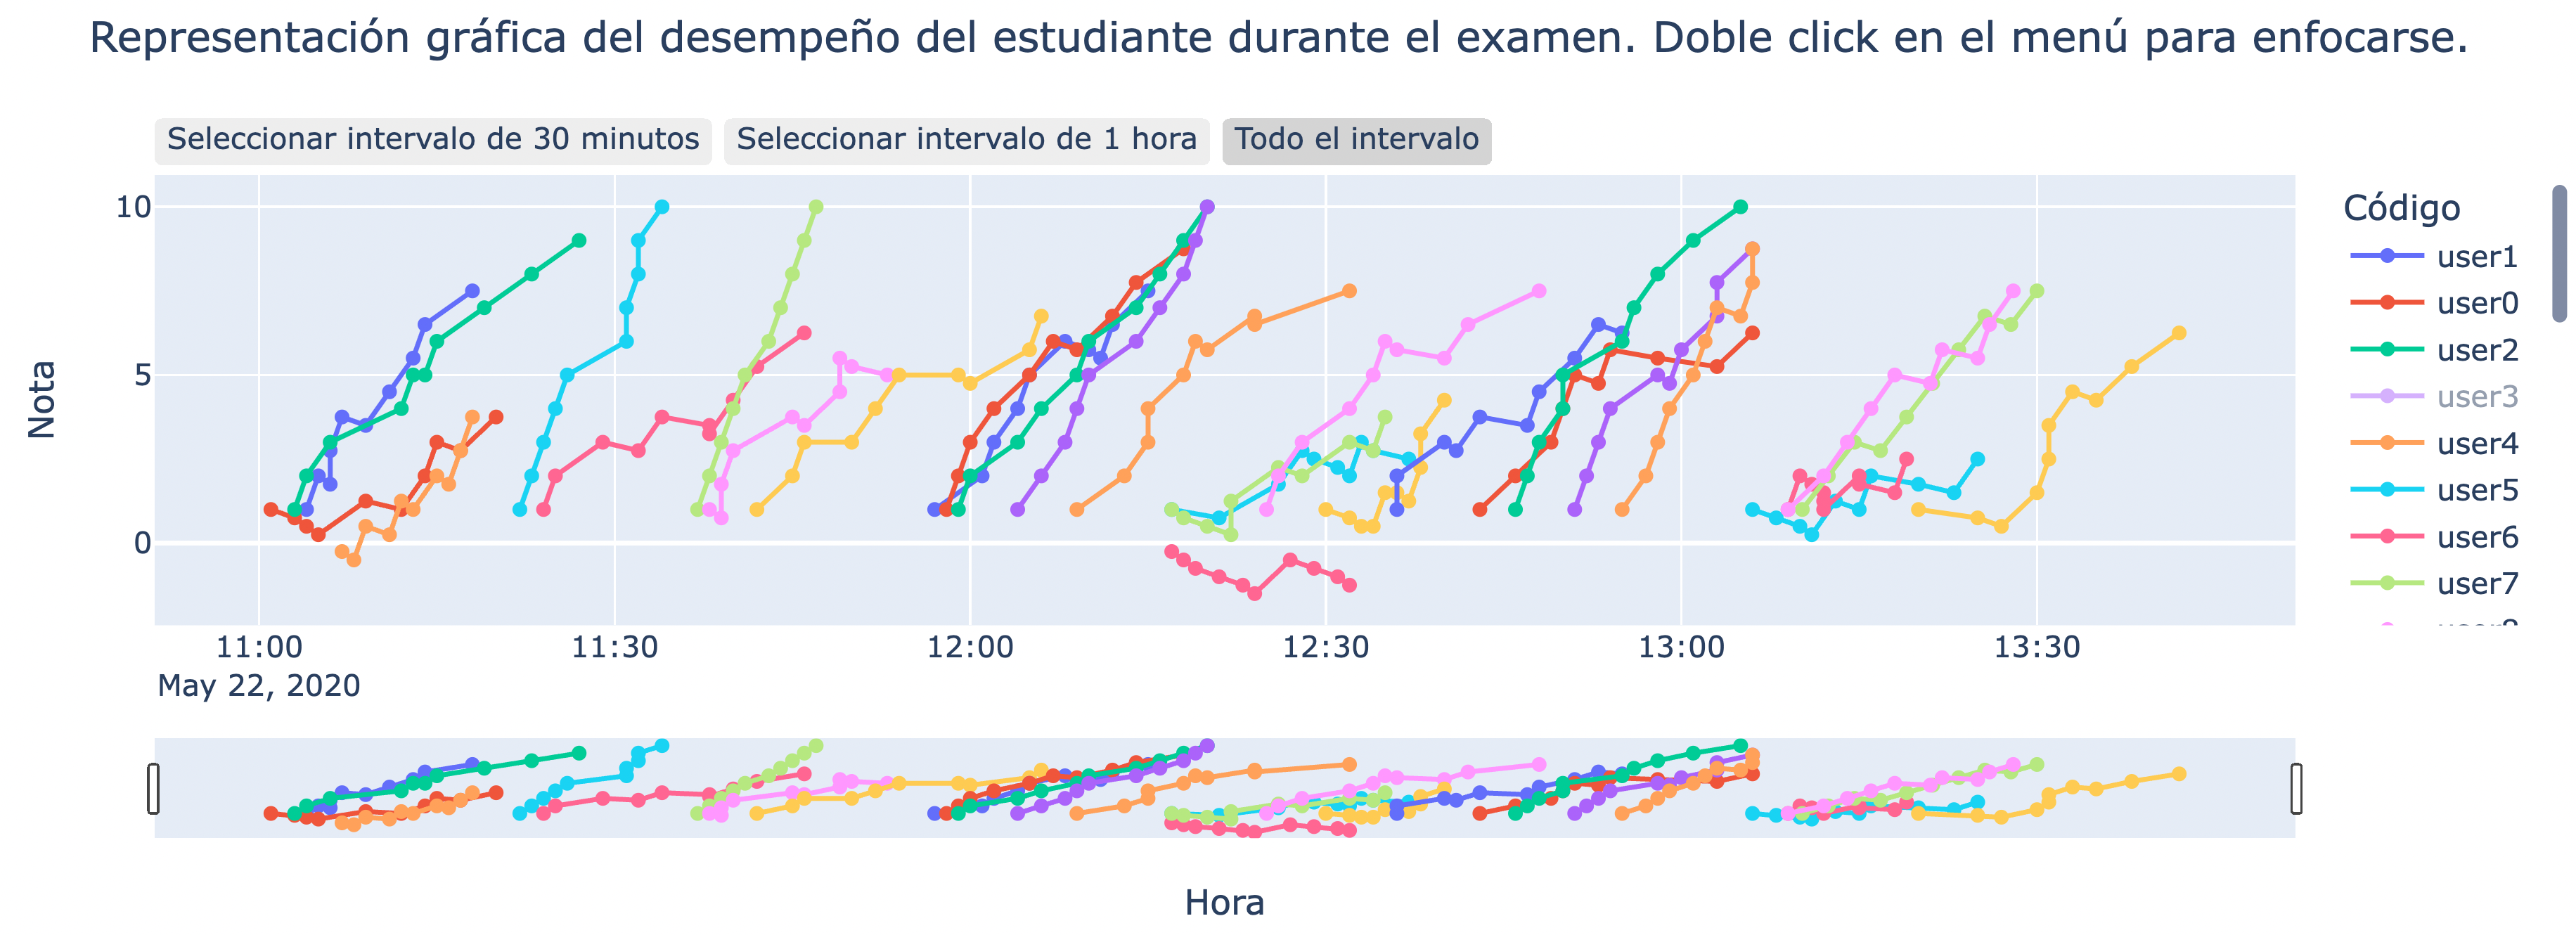 Representación gráfica del desempeño del estudiante durante el examen. Doble click en el menú para enfocarse.
Seleccionar intervalo de 30 minutos
Seleccionar intervalo de 1 hora
Todo el intervalo
10
5
0
Nota
Código
user1
user0
user2
user3
user4
user5
user6
user7
11:00
11:30
12:00
12:30
13:00
13:30
May 22, 2020
Hora